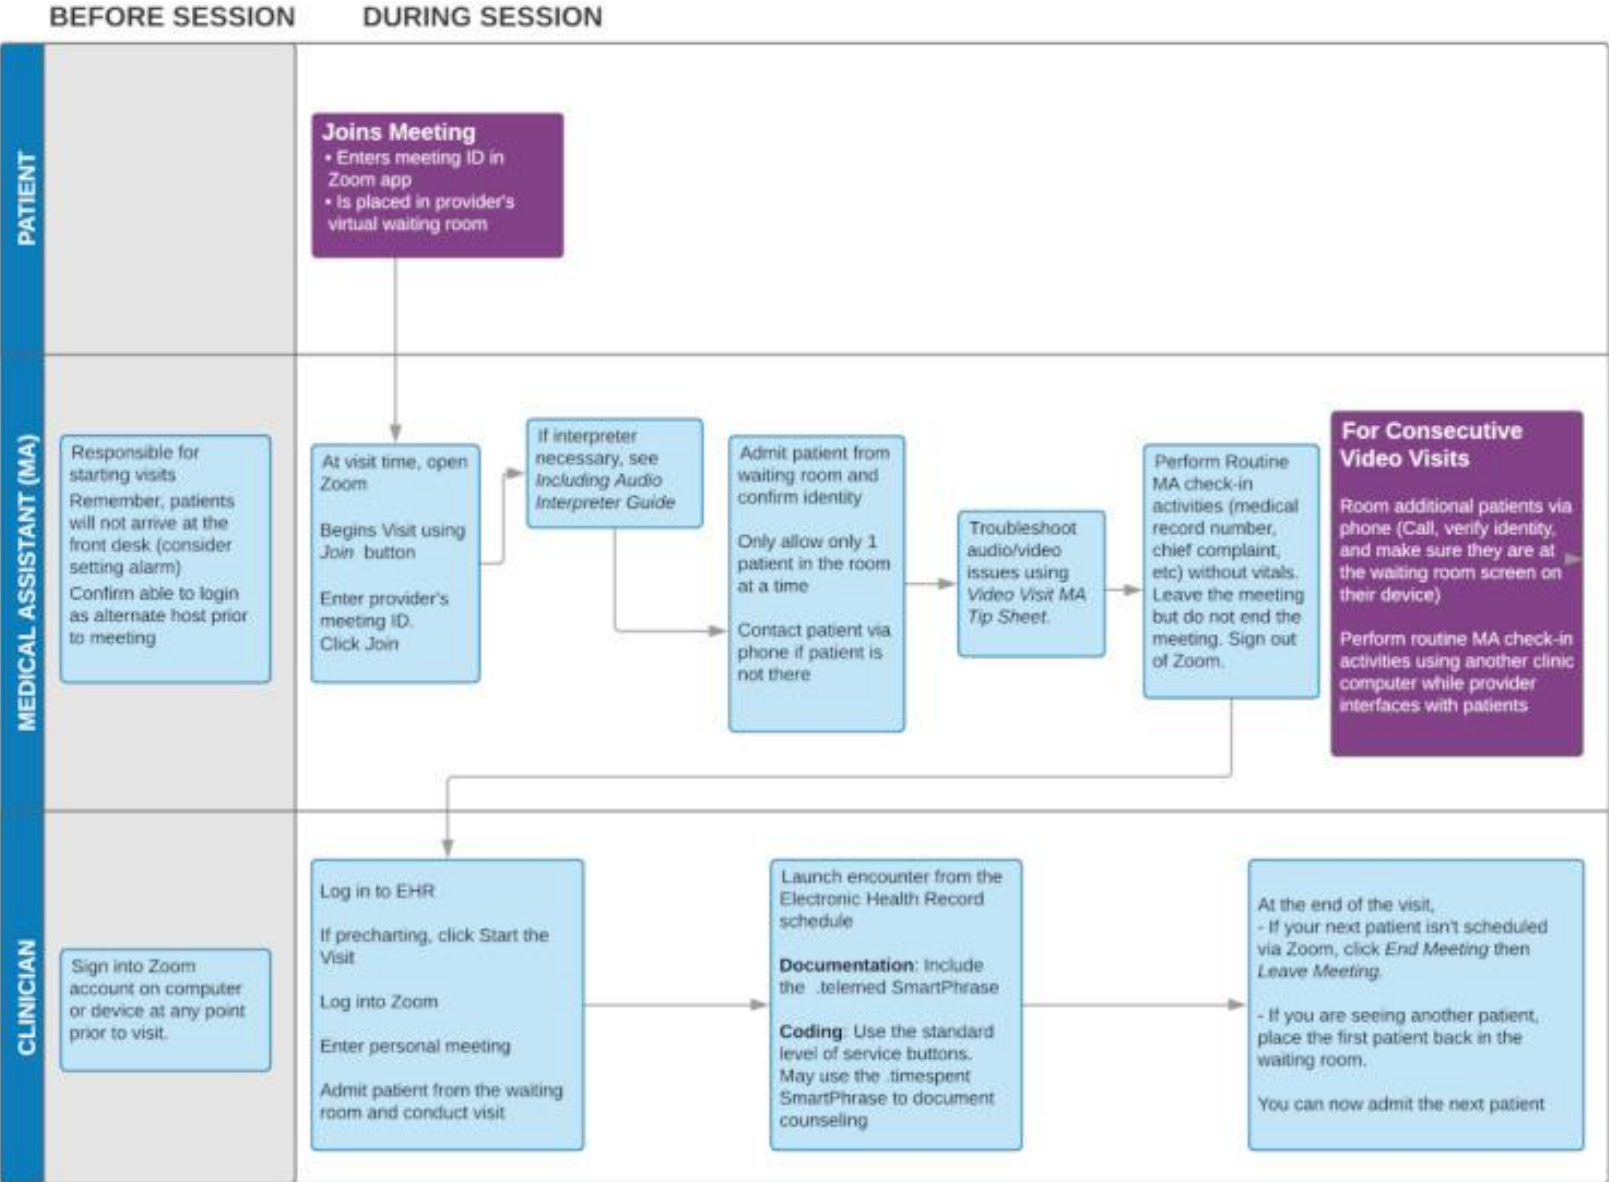 BEFORE SESSION
DURING SESSION
PATIENT
Joins Meeting
• Enters meeting ID in
Zoom app
• Is placed in provider's
virtual waiting room
MEDICAL ASSISTANT (MA)
Responsible for
starting visits
Remember, patients
will not arrive at the
front desk (consider
setting alarm)
Confirm able to login
as alternate host prior
to meeting
At visit time, open
Zoom
Begins Visit using
Join button
Enter provider's
meeting ID.
Click Join
If interpreter
necessary, see
Including Audio
Interpreter Guide
Admit patient from
waiting room and
confirm identity
Only allow only 1
patient in the room
at a time
Contact patient via
phone if patient is
not there
Troubleshoot
audio/video
issues using
Video Visit MA
Tip Sheet.
Perform Routine
MA check-in
activities (medical
record number,
chief complaint,
etc) without vitals.
Leave the meeting
but do not end the
meeting. Sign out
of Zoom.
For Consecutive
Video Visits
Room additional patients via
phone (Call, verify identity,
and make sure they are at
the waiting room screen on
their device)
Perform routine MA check-in
activities using another clinic
computer while provider
interfaces with patients
CLINICIAN
Sign into Zoom
account on computer
or device at any point
prior to visit.
Log in to EHR
If precharting, click Start the
Visit
Log into Zoom
Enter personal meeting
Admit patient from the waiting
room and conduct visit
Launch encounter from the
Electronic Health Record
schedule
Documentation: Include
the .telemed SmartPhrase
Coding: Use the standard
level of service buttons.
May use the .timespent
SmartPhrase to document
counseling
At the end of the visit,
- If your next patient isn't scheduled
via Zoom, click End Meeting then
Leave Meeting.
- If you are seeing another patient,
place the first patient back in the
waiting room.
You can now admit the next patient